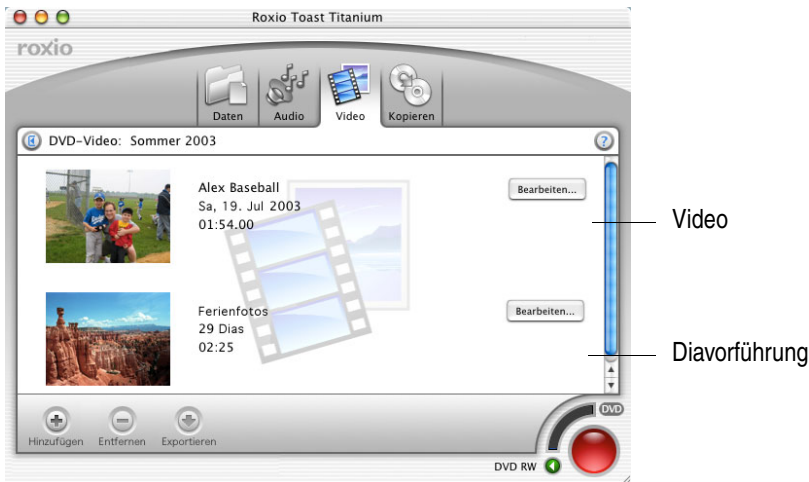 Roxio Toast Titanium
roxio
Daten
Audio
Video
Kopieren
DVD-Video: Sommer 2003
?
Alex Baseball
Sa, 19. Jul 2003
01:54.00
Bearbeiten...
Video
Ferienfotos
29 Dias
02:25
Bearbeiten...
Diavorführung
Hinzufügen
Entfernen
Exportieren
DVD
DVD RW